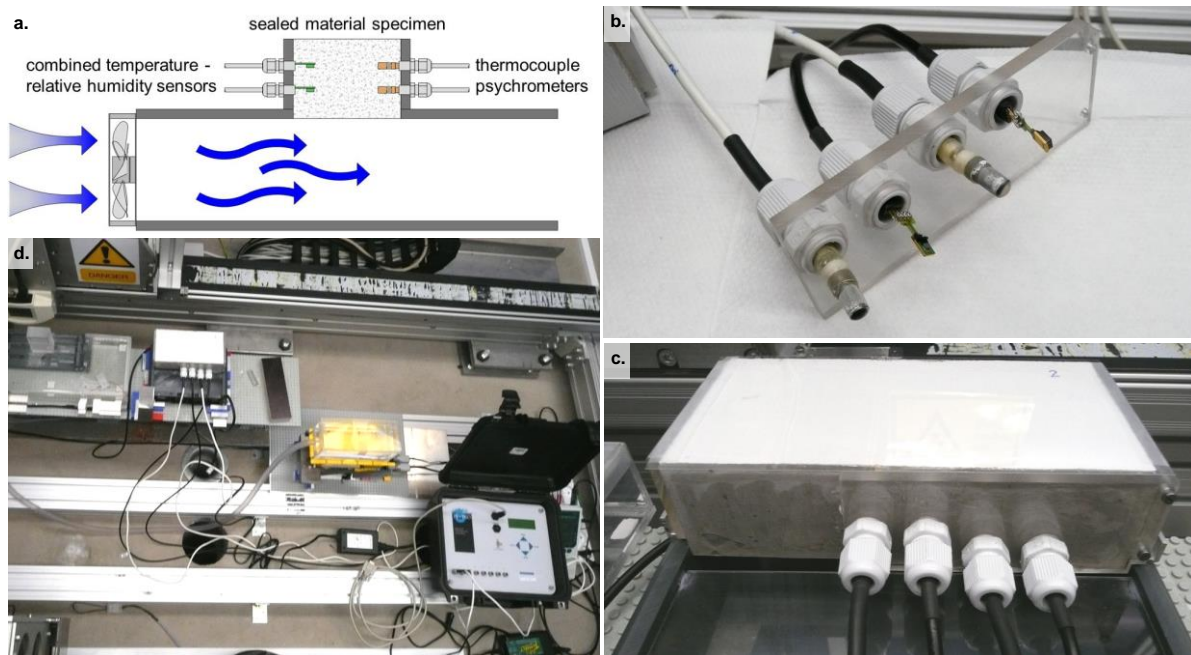 a.
sealed material specimen
combined temperature -
relative humidity sensors
thermocouple
psychrometers
b.
d.
DANGER
c.
2